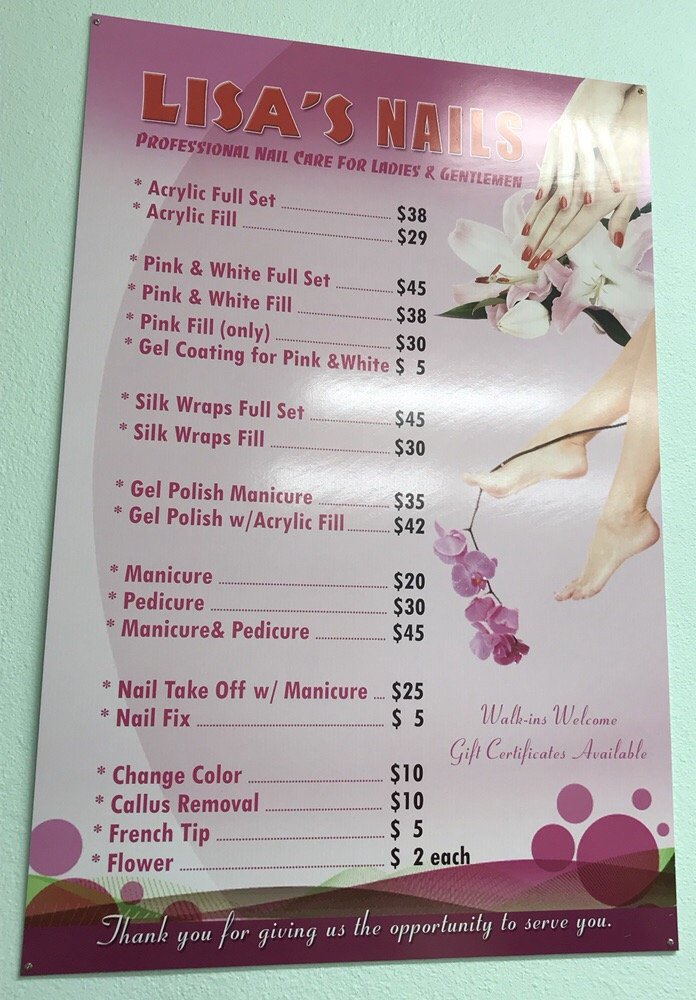 LISA'S NAILS
PROFESSIONAL NAIL CARE FOR LADIES & GENTLEMEN
* Acrylic Full Set ........ $38
* Acrylic Fill ........ $29
* Pink & White Full Set ........ $45
* Pink & White Fill ........ $38
* Pink Fill (only) ........ $30
* Gel Coating for Pink &White $ 5
* Silk Wraps Full Set ........ $45
* Silk Wraps Fill ........ $30
* Gel Polish Manicure ........ $35
* Gel Polish w/Acrylic Fill ........ $42
* Manicure ........ $20
* Pedicure ........ $30
* Manicure& Pedicure ........ $45
* Nail Take Off w/ Manicure .... $25
* Nail Fix ........ $ 5
Walk-ins Welcome
Gift Certificates Available
* Change Color ........ $10
* Callus Removal ........ $10
* French Tip ........ $ 5
* Flower ........ $ 2 each
Thank you for giving us the opportunity to serve you.